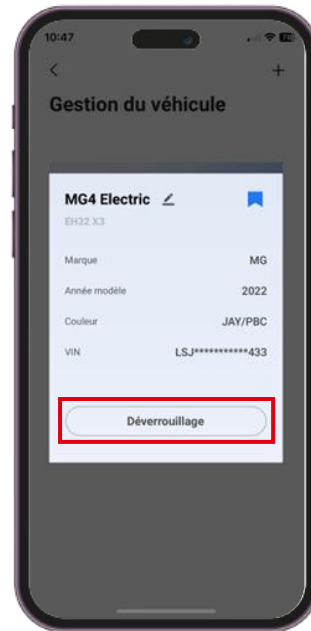 10:47
Gestion du véhicule
MG4 Electric
EH32 X3
Marque MG
Année modèle 2022
Couleur JAY/PBC
VIN LSJ***********433
Déverrouillage